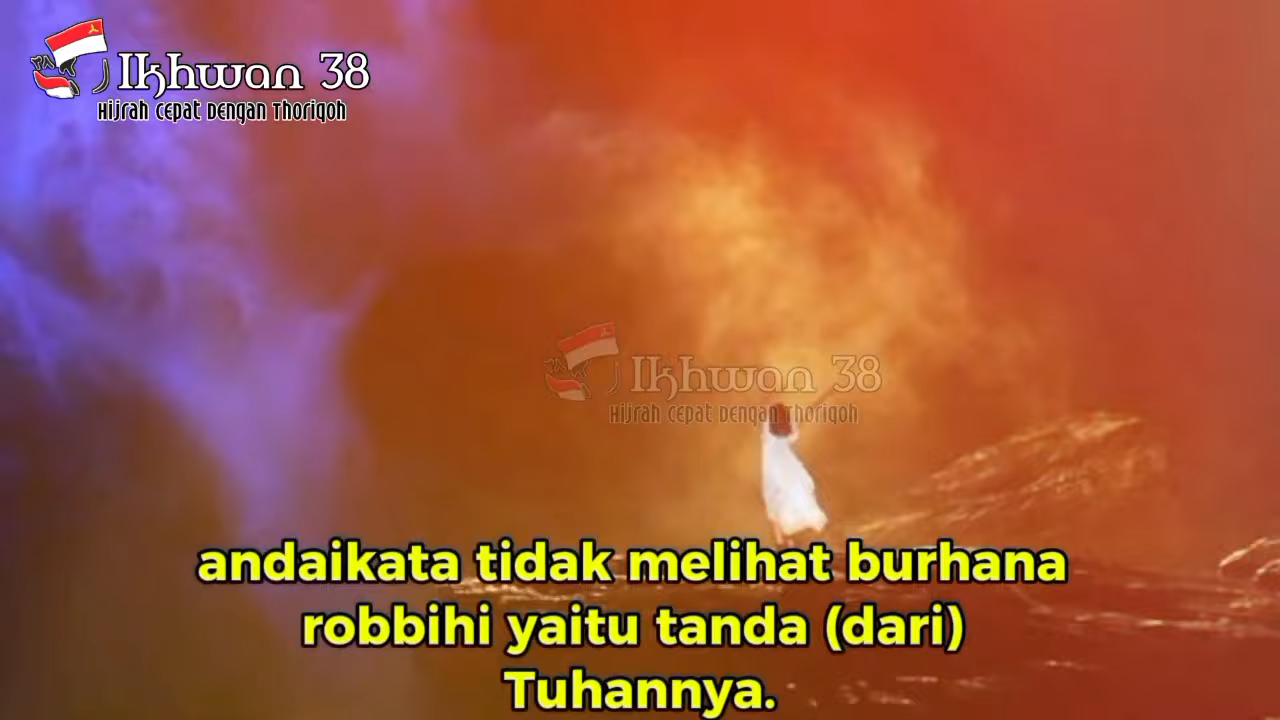 Ikhwan 38
Hijrah Cepat Dengan Thoriqoh
Ikhwan 38
Hijrah Cepat Dengan Thoriqoh
andaikata tidak melihat burhana
robbihi yaitu tanda (dari)
Tuhannya.